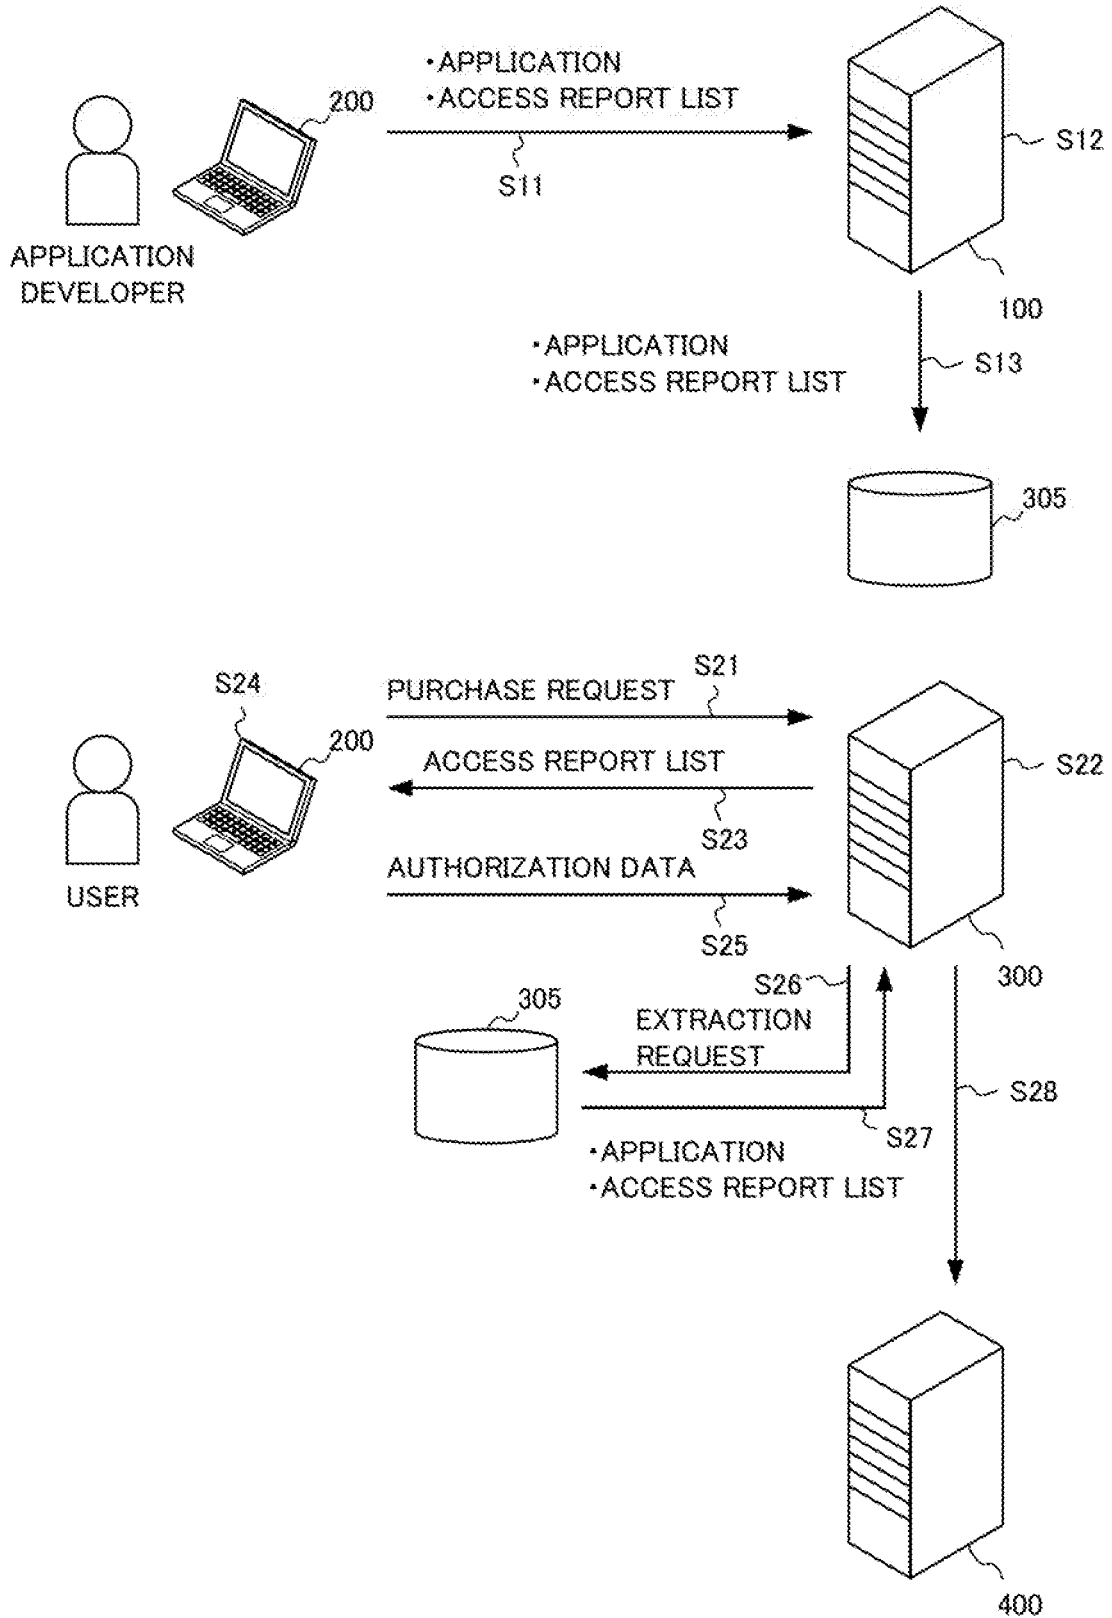 ・APPLICATION
・ACCESS REPORT LIST
200
S11
S12
APPLICATION
DEVELOPER
100
・APPLICATION
・ACCESS REPORT LIST
S13
305
S24
PURCHASE REQUEST
S21
200
ACCESS REPORT LIST
S22
S23
USER
AUTHORIZATION DATA
S25
300
S26
305
EXTRACTION
REQUEST
S28
S27
・APPLICATION
・ACCESS REPORT LIST
400